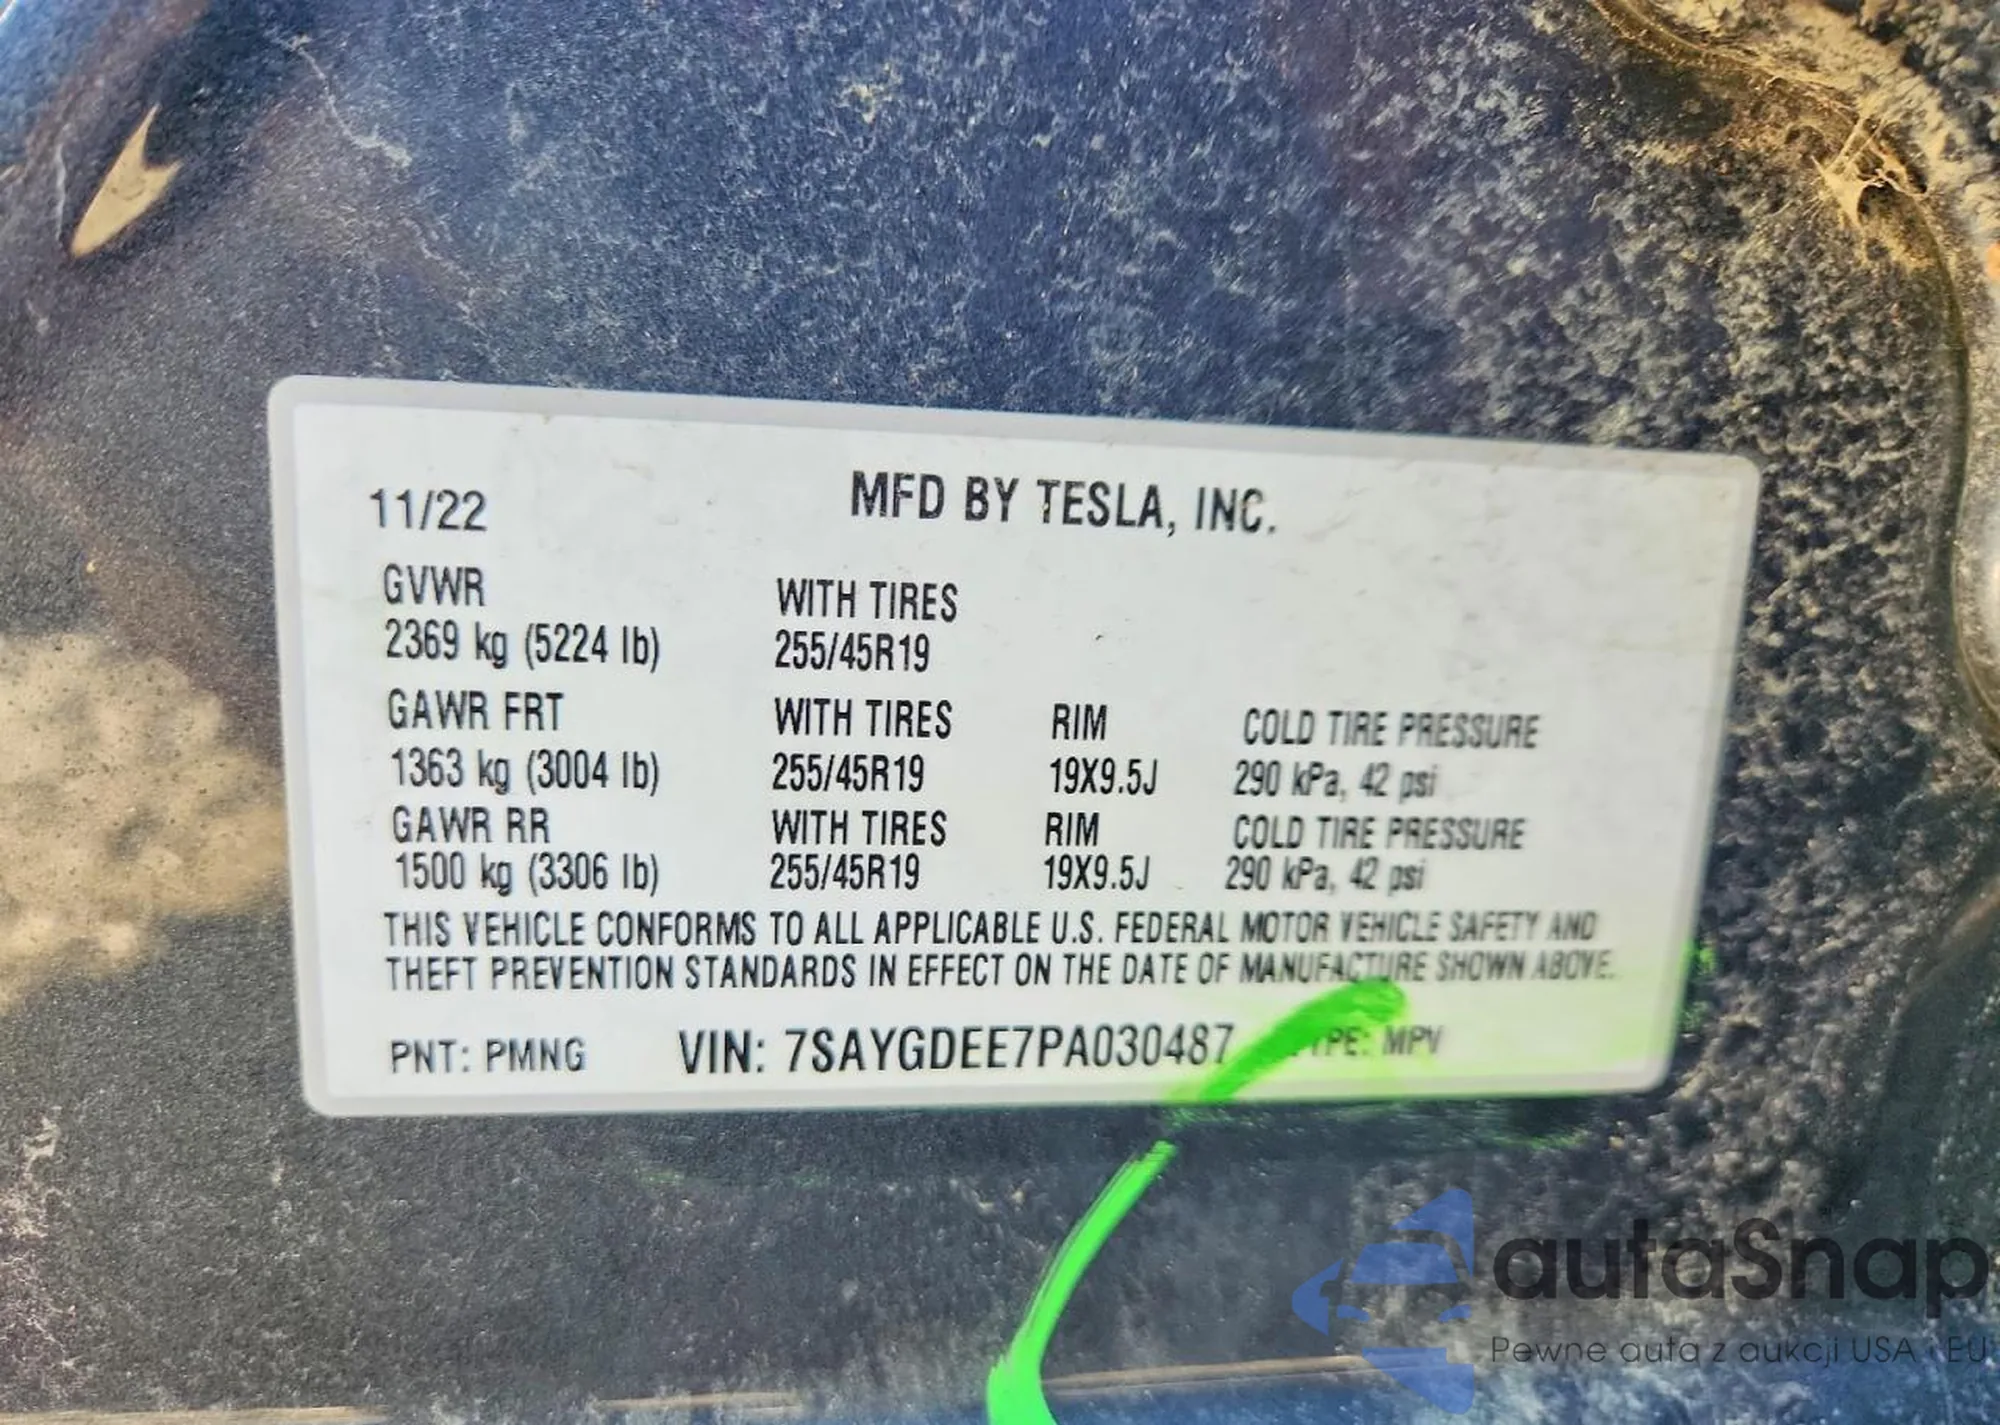 11/22 MFD BY TESLA, INC.
GVWR WITH TIRES
2369 kg (5224 lb) 255/45R19
GAWR FRT WITH TIRES RIM COLD TIRE PRESSURE
1363 kg (3004 lb) 255/45R19 19X9.5J 290 kPa, 42 psi
GAWR RR WITH TIRES RIM COLD TIRE PRESSURE
1500 kg (3306 lb) 255/45R19 19X9.5J 290 kPa, 42 psi
THIS VEHICLE CONFORMS TO ALL APPLICABLE U.S. FEDERAL MOTOR VEHICLE SAFETY AND
THEFT PREVENTION STANDARDS IN EFFECT ON THE DATE OF MANUFACTURE SHOWN ABOVE.
PNT: PMNG VIN: 7SAYGDEE7PA030487 TYPE: MPV
autaSnap
Pewne auta z aukcji USA i EU